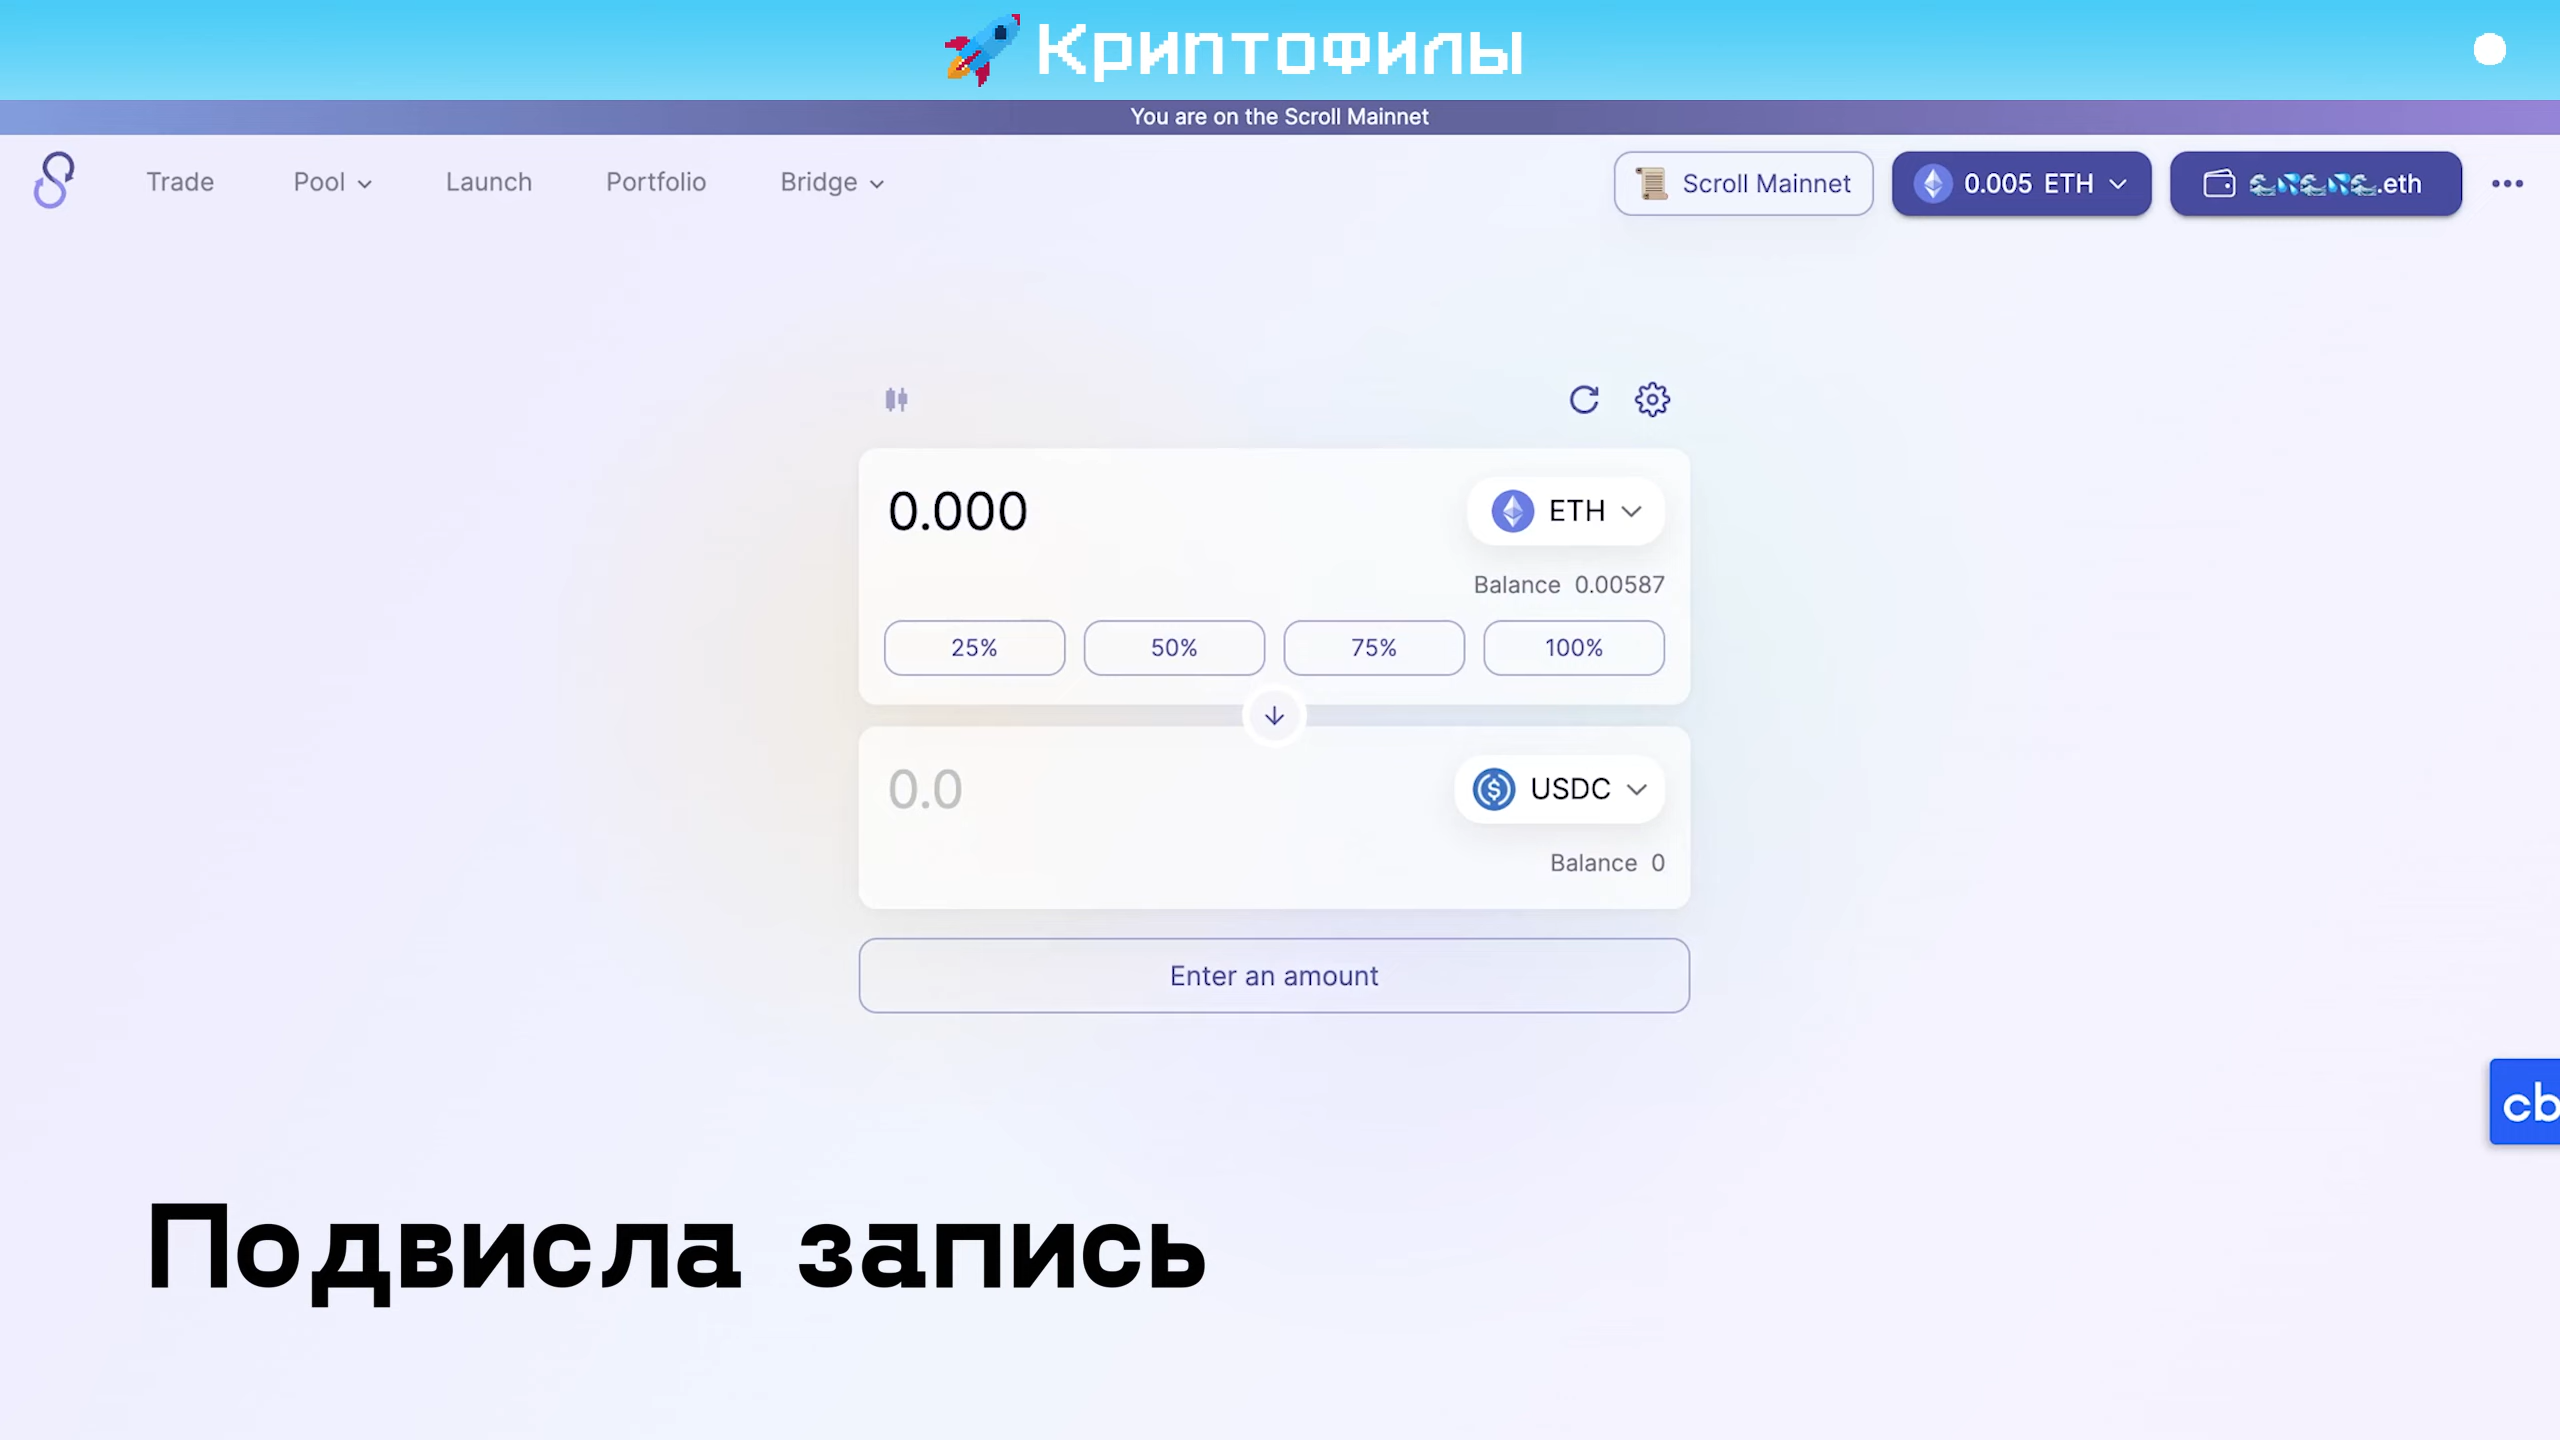 Криптофилы
You are on the Scroll Mainnet
Trade Pool Launch Portfolio Bridge Scroll Mainnet 0.005 ETH 🌊💦🌊💦🌊.eth
0.000 ETH
Balance 0.00587
25% 50% 75% 100%
0.0 USDC
Balance 0
Enter an amount
cb
Подвисла запись